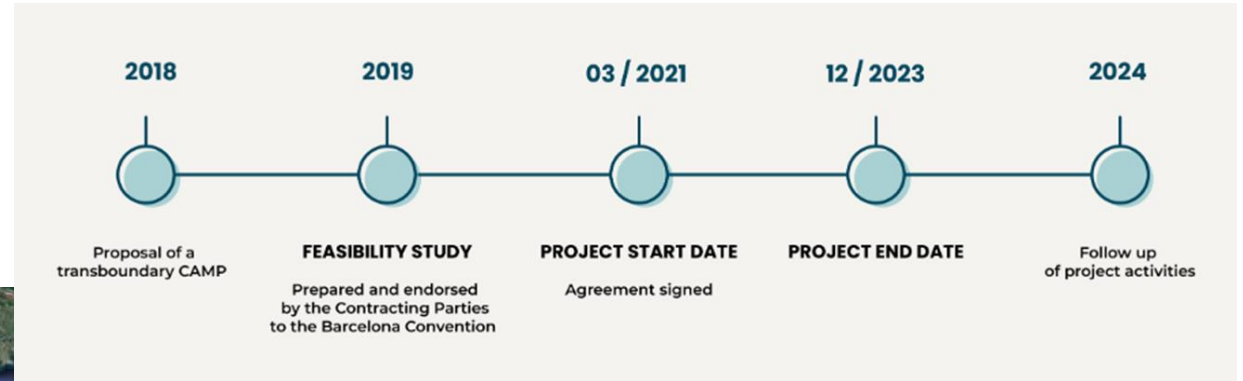 2018
2019
03 / 2021
12 / 2023
2024
Proposal of a
transboundary CAMP
FEASIBILITY STUDY
Prepared and endorsed
by the Contracting Parties
to the Barcelona Convention
PROJECT START DATE
Agreement signed
PROJECT END DATE
Follow up
of project activities